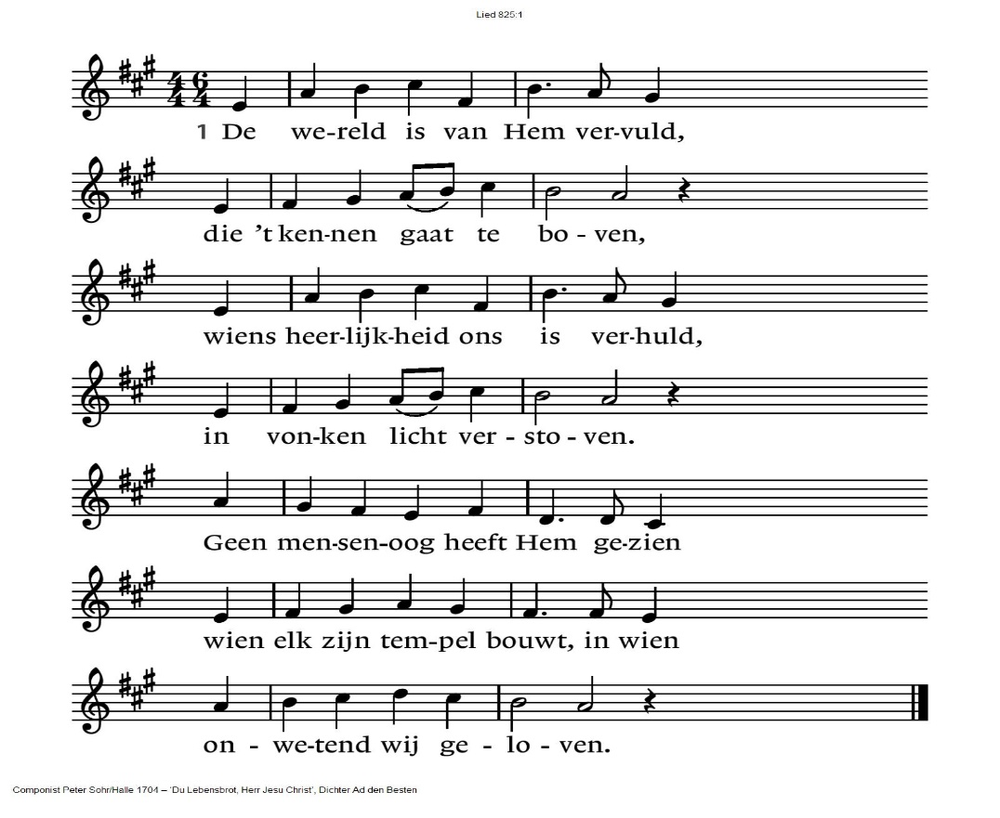 Lied 825:1
4 6
4 4
1 De we-reld is van Hem ver-vuld,
die 't ken-nen gaat te bo - ven,
wiens heer-lijk-heid ons is ver-huld,
in von-ken licht ver - sto - ven.
Geen men-sen-oog heeft Hem ge-zien
wien elk zijn tem-pel bouwt, in wien
on - we-tend wij ge - lo - ven.
Componist Peter Sohr/Halle 1704 – 'Du Lebensbrot, Herr Jesu Christ', Dichter Ad den Besten